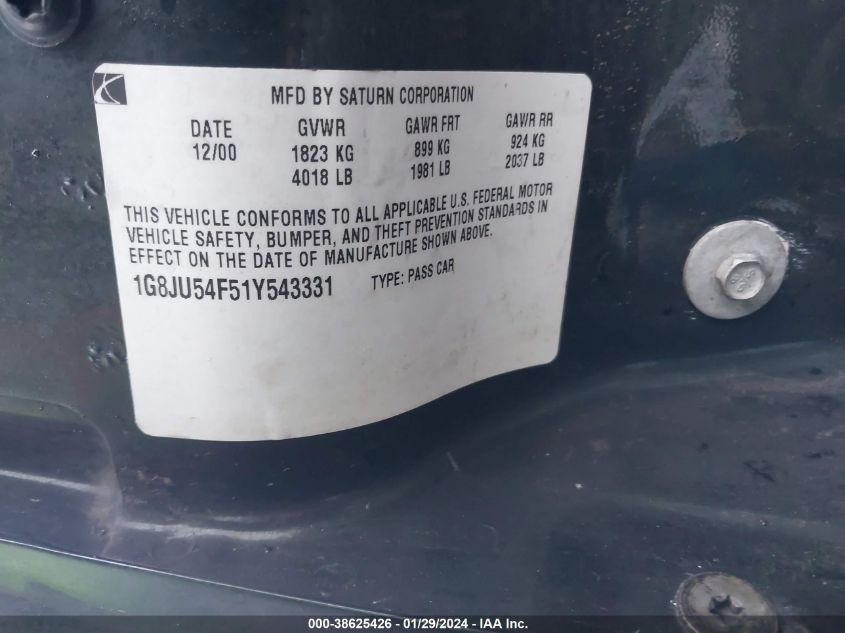 MFD BY SATURN CORPORATION
DATE GVWR GAWR FRT GAWR RR
12/00 1823 KG 899 KG 924 KG
4018 LB 1981 LB 2037 LB
THIS VEHICLE CONFORMS TO ALL APPLICABLE U.S. FEDERAL MOTOR
VEHICLE SAFETY, BUMPER, AND THEFT PREVENTION STANDARDS IN
EFFECT ON THE DATE OF MANUFACTURE SHOWN ABOVE.
1G8JU54F51Y543331 TYPE: PASS CAR
000-38625426 - 01/29/2024 - IAA Inc.